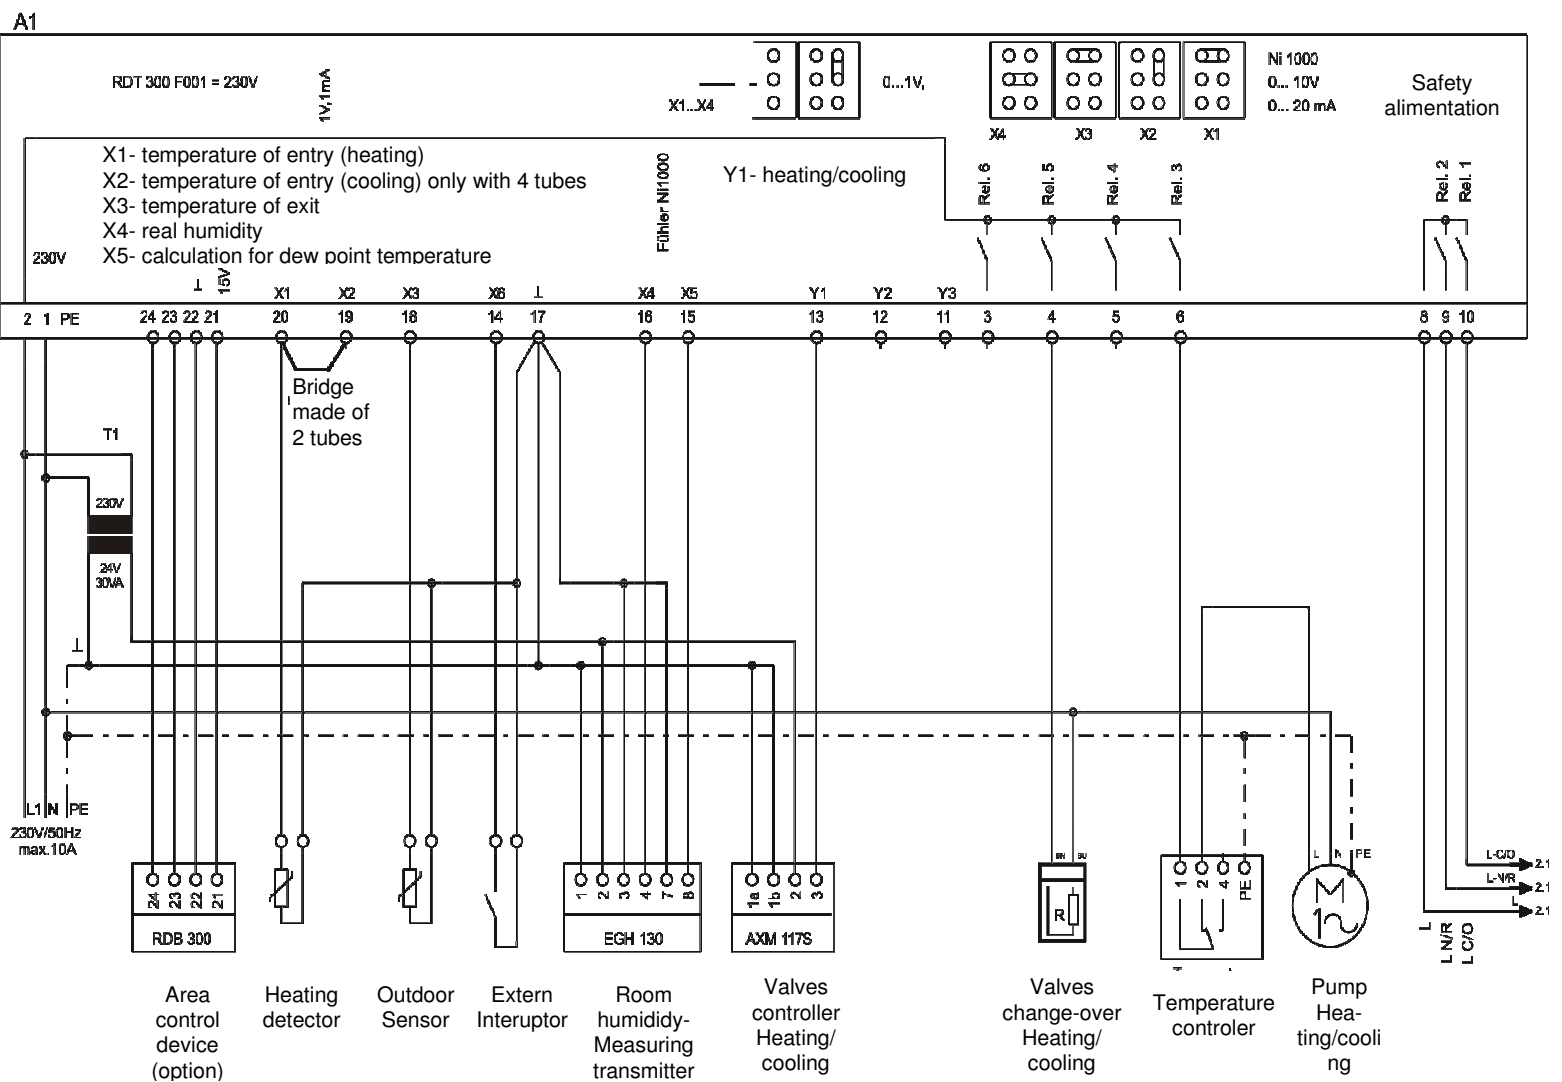 A1
RDT 300 F001 = 230V
1V,1mA
X1...X4
0...1V,
Ni 1000
0... 10V
0... 20 mA
Safety
alimentation
X4 X3 X2 X1
X1- temperature of entry (heating)
X2- temperature of entry (cooling) only with 4 tubes
X3- temperature of exit
X4- real humidity
X5- calculation for dew point temperature
Fühler Ni1000
Y1- heating/cooling
Rel. 6 Rel. 5 Rel. 4 Rel. 3 Rel. 2 Rel. 1
230V
⊥ 15V X1 X2 X3 X6 ⊥ X4 X5 Y1 Y2 Y3
2 1 PE 24 23 22 21 20 19 18 14 17 16 15 13 12 11 3 4 5 6 8 9 10
Bridge
made of
2 tubes
T1
230V
24V
30VA
⊥
L1 N PE
230V/50Hz
max.10A
24 23 22 21
RDB 300
1 2 3 4 7 8
EGH 130
1a 1b 2 3
AXM 117S
BN BU
R
1 2 4 PE
L N PE
M
1
L-C/O 2.1
L-N/R 2.1
L 2.1
L
L N/R
L C/O
Area
control
device
(option)
Heating
detector
Outdoor
Sensor
Extern
Interuptor
Room
humididy-
Measuring
transmitter
Valves
controller
Heating/
cooling
Valves
change-over
Heating/
cooling
Temperature
controler
Pump
Hea-
ting/cooli
ng